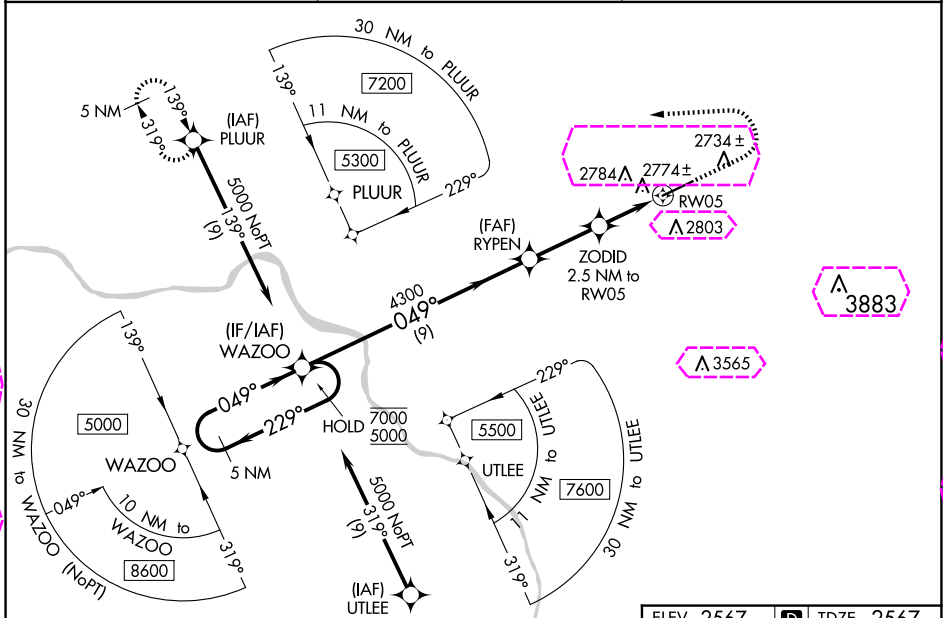 30 NM to PLUUR
7200
139°
11 NM to PLUUR
5300
PLUUR
229°
5 NM
139°
319°
(IAF)
PLUUR
5000 NoPT
139°
(9)
2734 ±
2784
2774±
RW05
2803
(FAF)
RYPEN
ZODID
2.5 NM to
RW05
3883
3565
4300
049°
(9)
(IF/IAF)
WAZOO
049°
229°
5 NM
HOLD
7000
5000
139°
5000
WAZOO
30 NM to WAZOO (NoPT)
049°
10 NM to
WAZOO
8600
319°
229°
5500
UTLEE
11 NM to UTLEE
7600
30 NM to UTLEE
319°
5000 NoPT
319°
(9)
(IAF)
UTLEE
ELEV 2567 D TDZE 2567